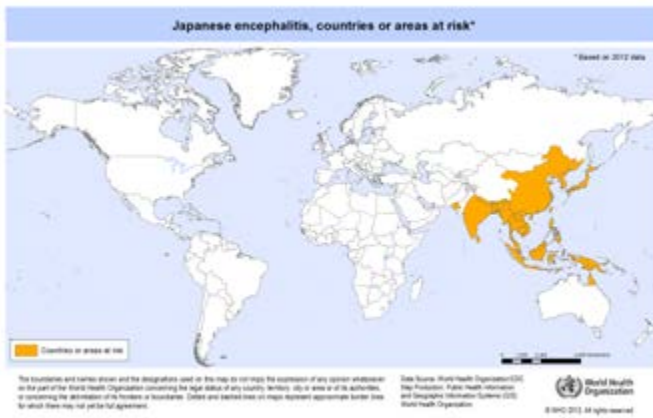 Japanese encephalitis, countries or areas at risk*
* Based on 2012 data
Countries or areas at risk
The boundaries and names shown and the designations used on this map do not imply the expression of any opinion whatsoever
on the part of the World Health Organization concerning the legal status of any country, territory, city or area or of its authorities,
or concerning the delimitation of its frontiers or boundaries. Dotted and dashed lines on maps represent approximate border lines
for which there may not yet be full agreement.
Data Source: World Health Organization/CDC
Map Production: Public Health Information
and Geographic Information Systems (GIS)
World Health Organization
World Health
Organization
© WHO 2012. All rights reserved.